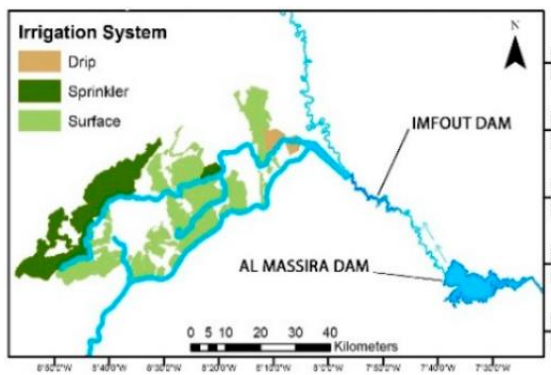 Irrigation System
Drip
Sprinkler
Surface
N
IMFOUT DAM
AL MASSIRA DAM
0 5 10 20 30 40
Kilometers
8°50'0"W 8°40'0"W 8°30'0"W 8°20'0"W 8°10'0"W 8°0'0"W 7°50'0"W 7°40'0"W 7°30'0"W